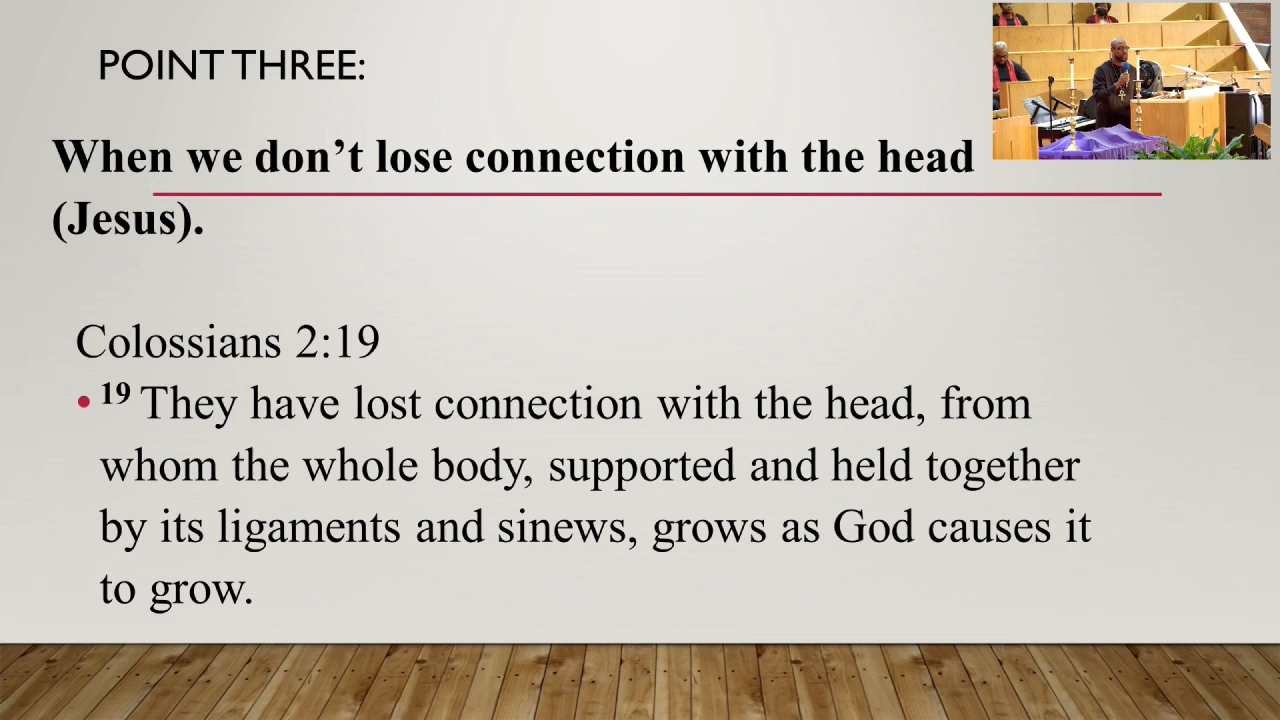 POINT THREE:
When we don’t lose connection with the head
(Jesus).
Colossians 2:19
• 19 They have lost connection with the head, from
whom the whole body, supported and held together
by its ligaments and sinews, grows as God causes it
to grow.